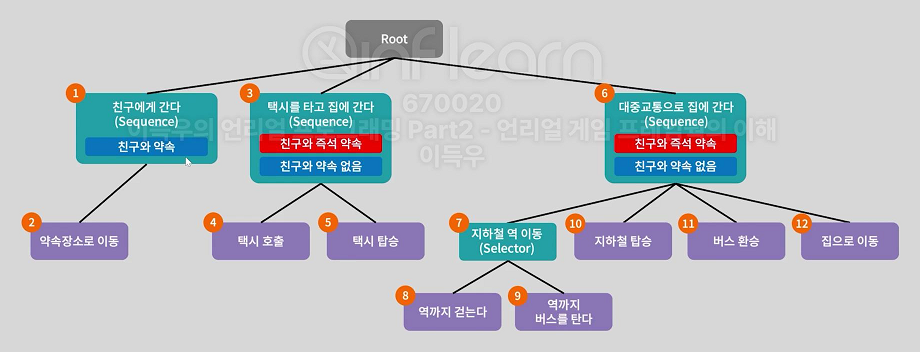 Root
inflearn
670020
이득우의 언리얼 프로그래밍 Part2 - 언리얼 게임 프레임웍의 이해
이득우
1
친구에게 간다
(Sequence)
친구와 약속
3
택시를 타고 집에 간다
(Sequence)
친구와 즉석 약속
친구와 약속 없음
6
대중교통으로 집에 간다
(Sequence)
친구와 즉석 약속
친구와 약속 없음
2
약속장소로 이동
4
택시 호출
5
택시 탑승
7
지하철 역 이동
(Selector)
10
지하철 탑승
11
버스 환승
12
집으로 이동
8
역까지 걷는다
9
역까지
버스를 탄다